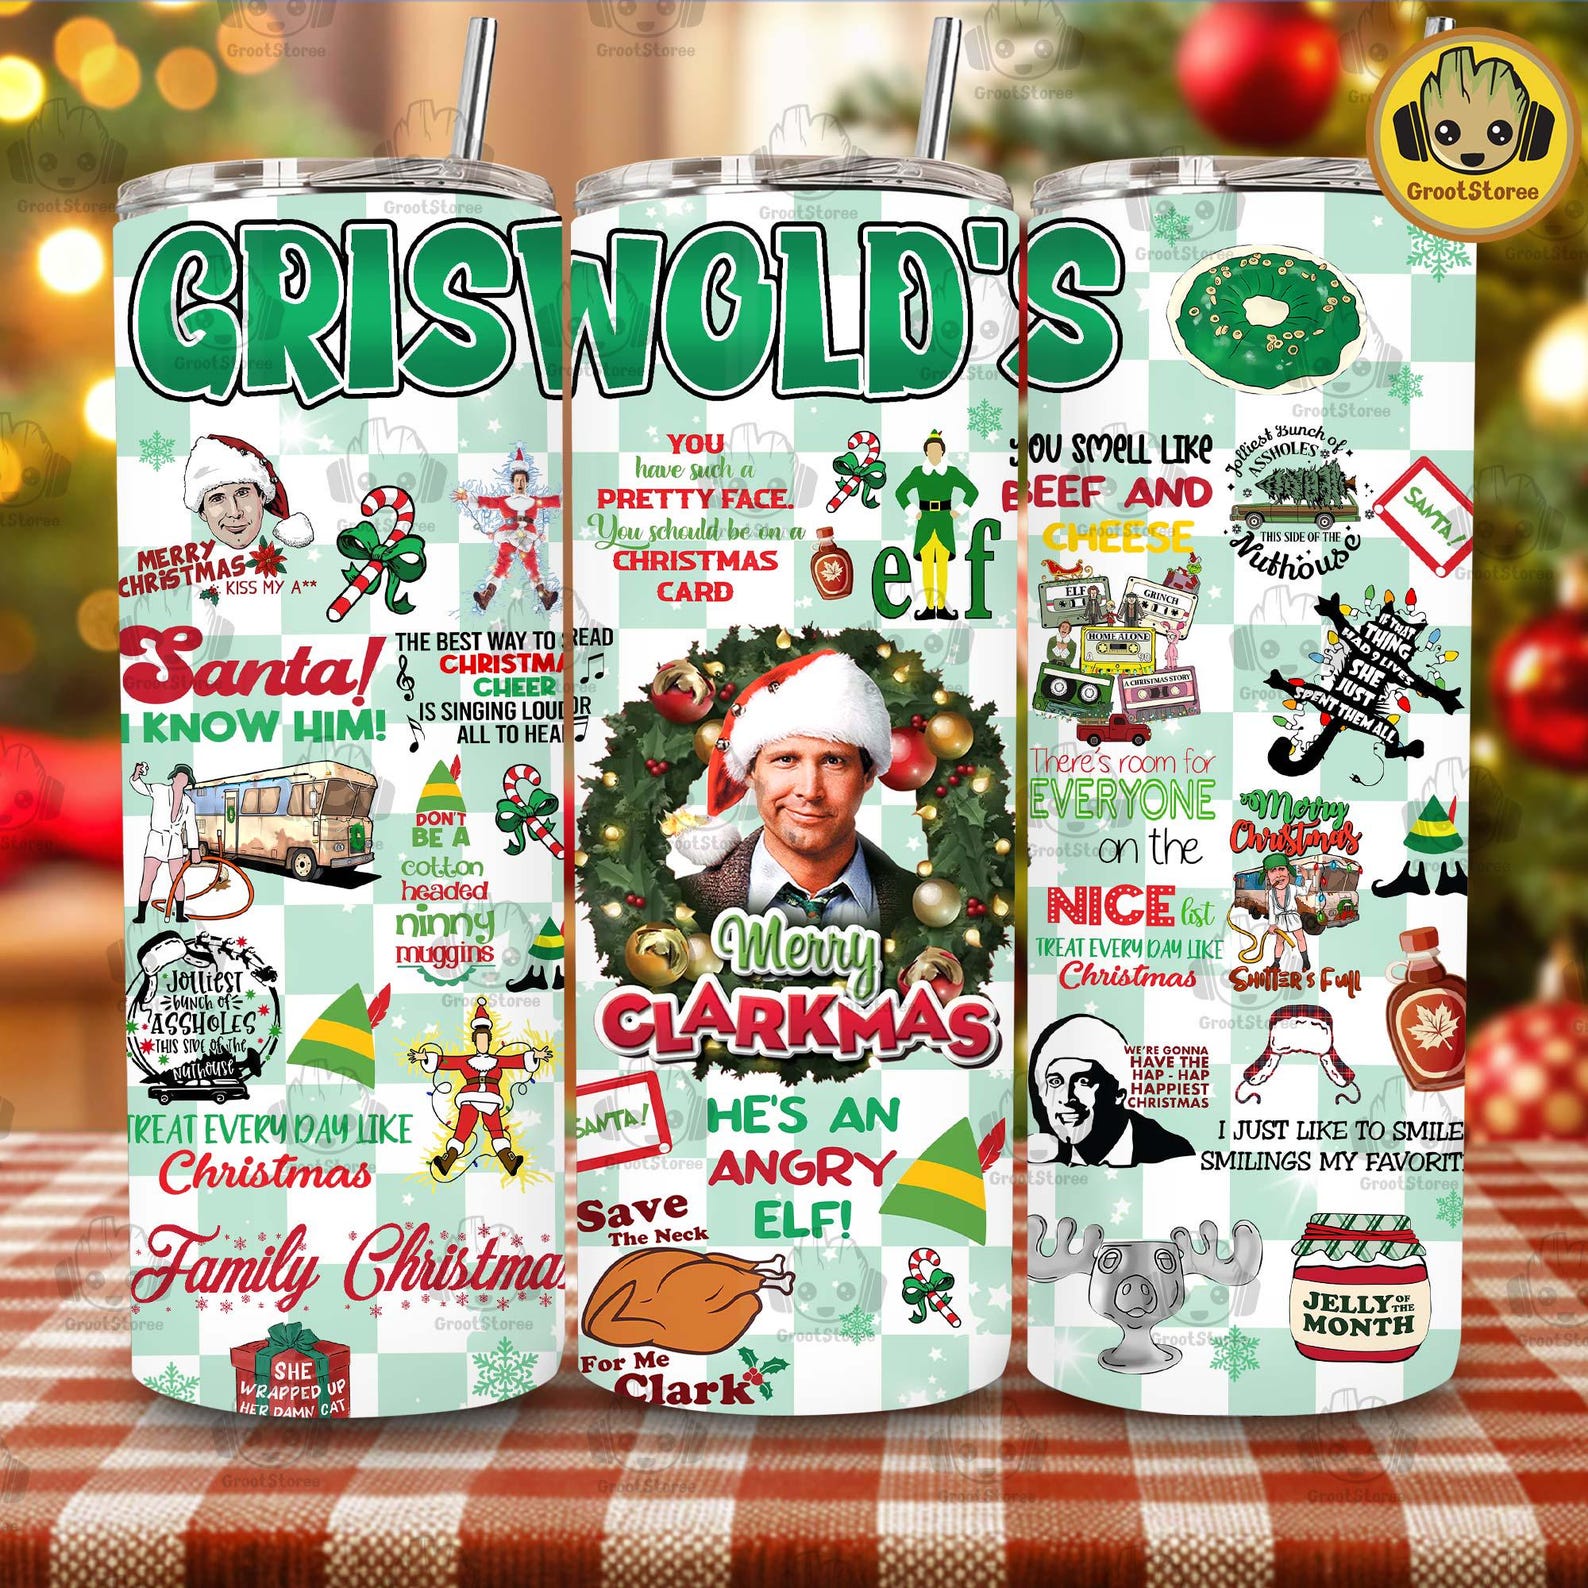 GrootStoree
GRISWOLD'S
MERRY
CHRISTMAS
KISS MY A**
Santa!
I KNOW HIM!
THE BEST WAY TO READ
CHRISTMA
CHEER
IS SINGING LOUD OR
ALL TO HEA
DON'T
BE A
cotton
headed
ninny
muggins
JOLLIEST
BUNCH OF
ASSHOLES
THIS SIDE OF THE
NUTHOUSE
TREAT EVERY DAY LIKE
Christmas
Family Christmas
SHE
WRAPPED UP
HER DAMN CAT
YOU
have such a
PRETTY FACE.
You schould be on a
CHRISTMAS
CARD
elf
Merry
CLARKMAS
SANTA!
HE'S AN
ANGRY
ELF!
Save
The Neck
For Me
Clark
YOU SMELL LIKE
BEEF AND
CHEESE
Jolliest Bunch of
ASSHOLES
THIS SIDE OF THE
Nuthouse
SANTA!
ELF
GRINCH
HOME ALONE
90
A CHRISTMAS STORY
IF THAT
THING
HAD 9 LIVES
SHE
JUST
SPENT THEM ALL
There's room for
EVERYONE
on the
NICE list
TREAT EVERY DAY LIKE
Christmas
Merry
Christmas
SHITTER'S FULL
WE'RE GONNA
HAVE THE
HAP - HAP
HAPPIEST
CHRISTMAS
I JUST LIKE TO SMILE
SMILINGS MY FAVORIT
JELLY OF THE
MONTH